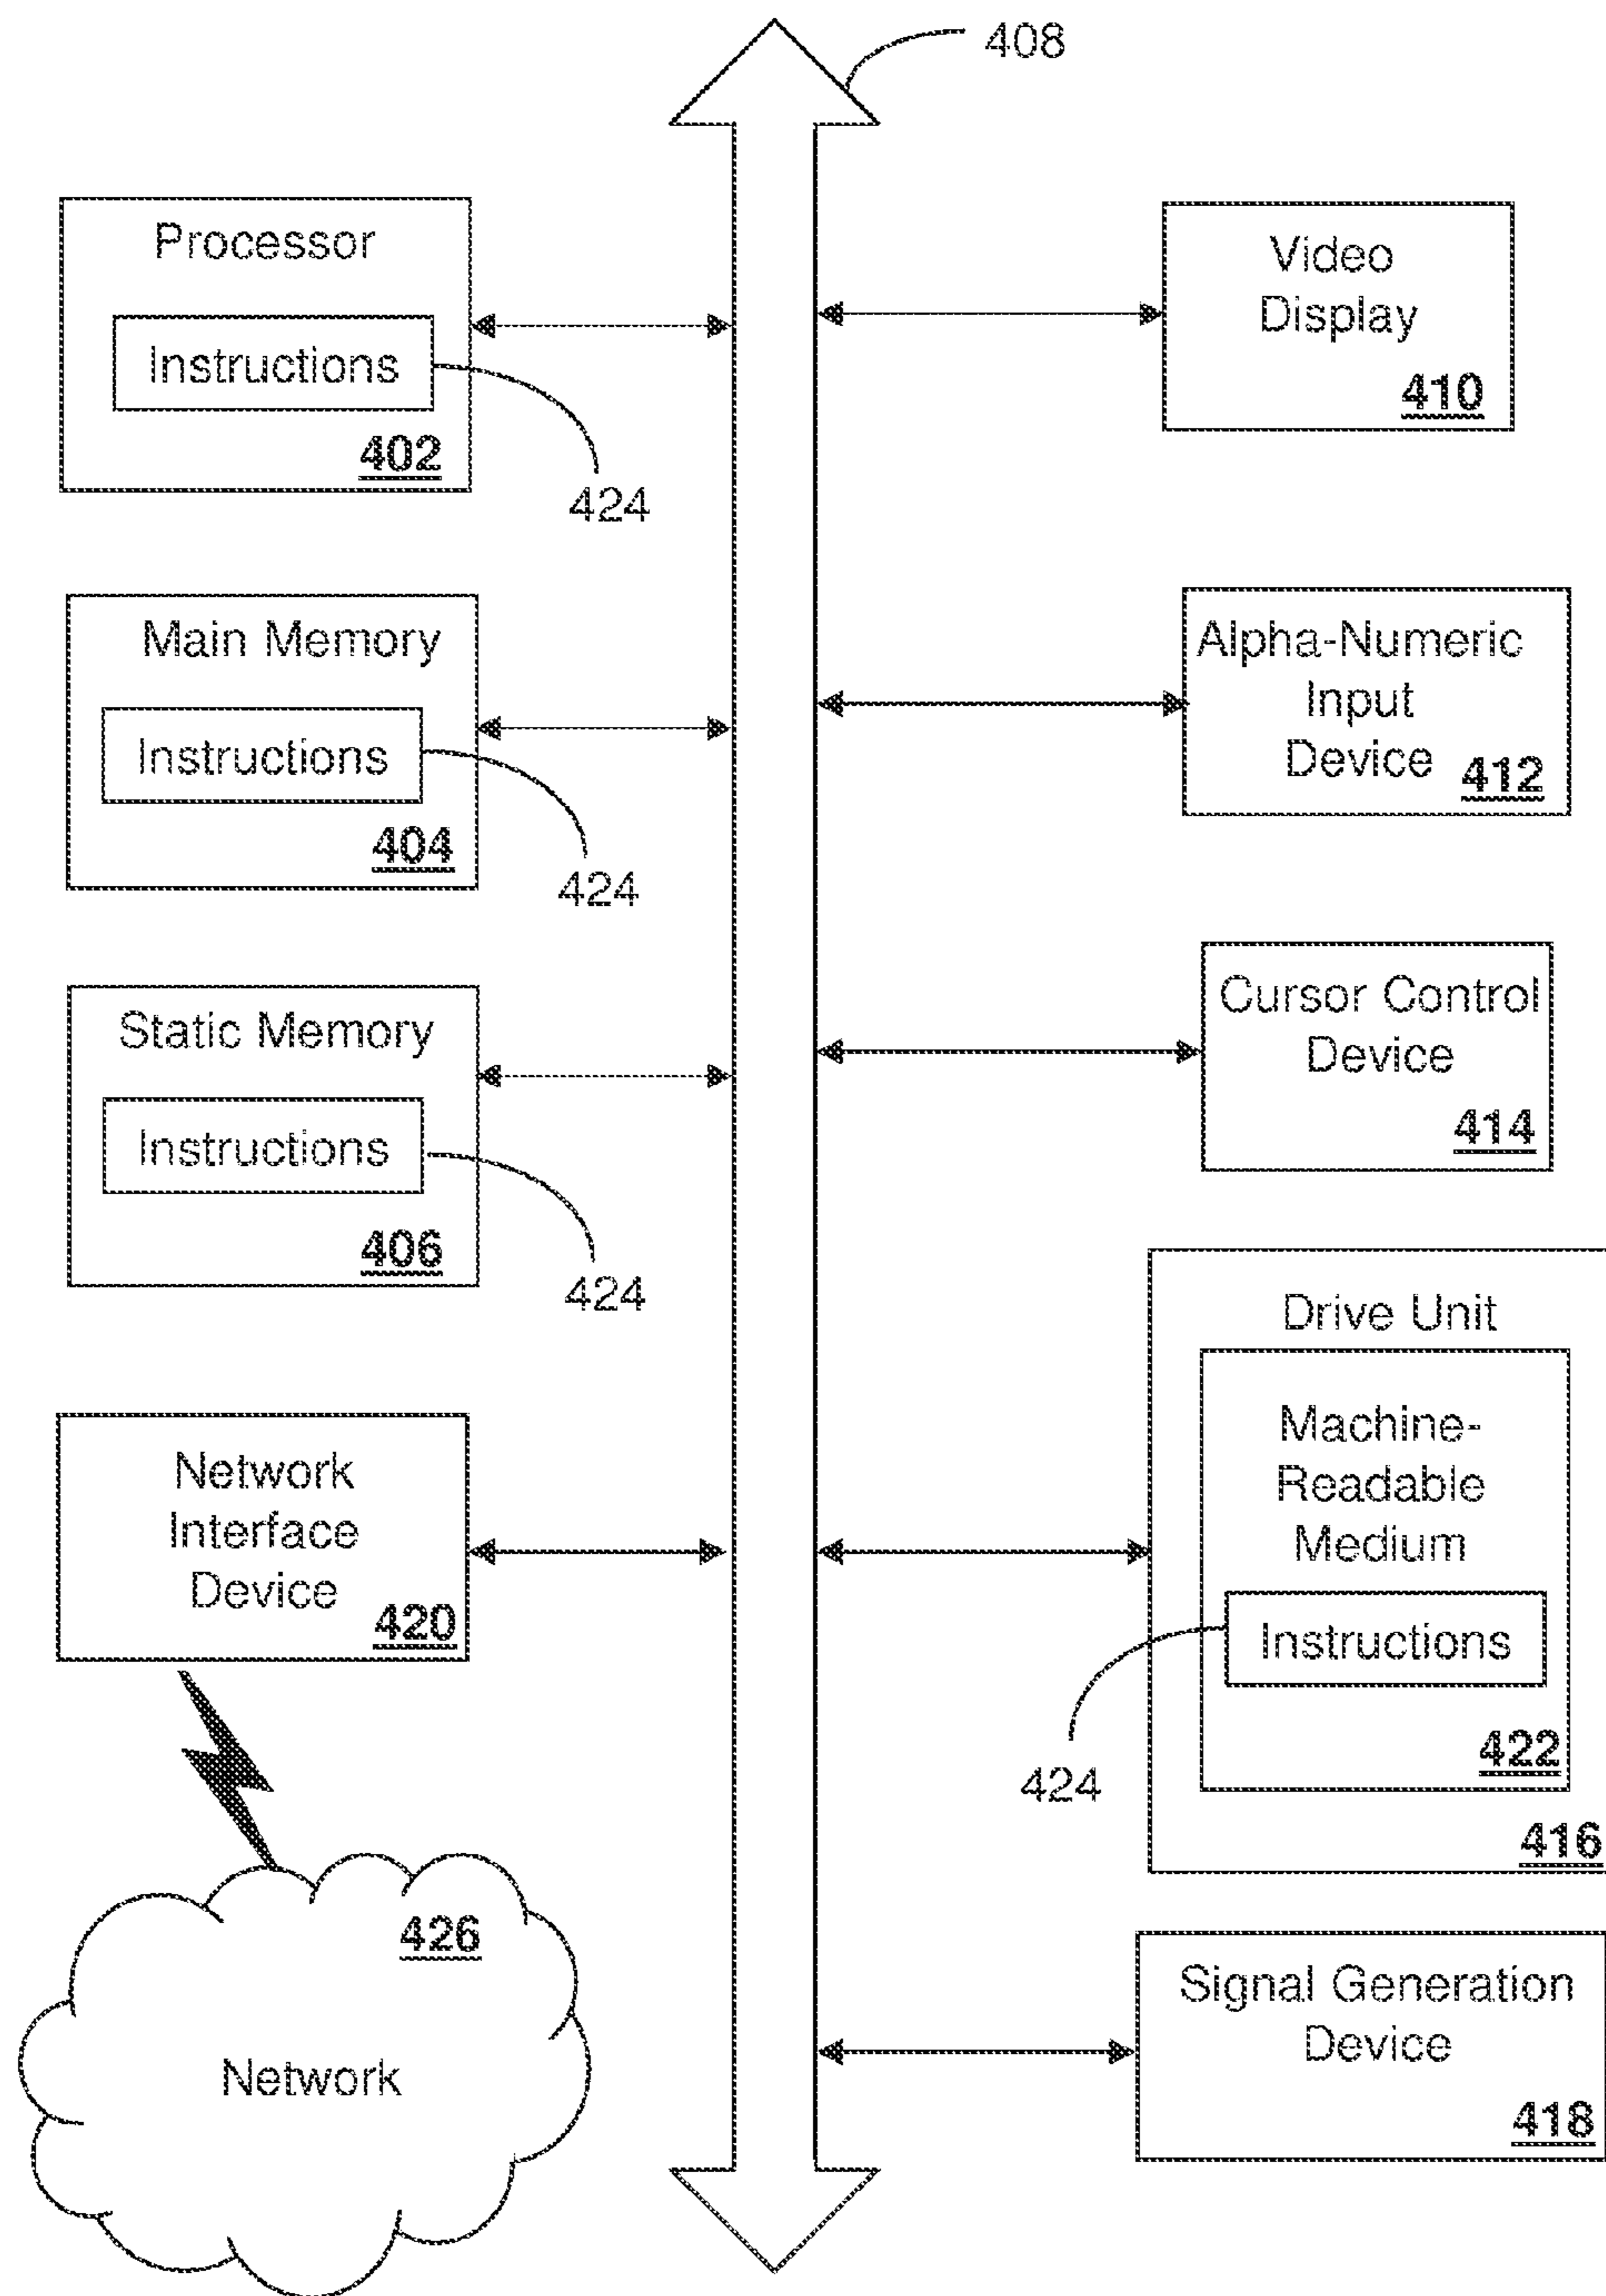 408
Processor
Instructions
402
424
Main Memory
Instructions
404
424
Static Memory
Instructions
406
424
Network
Interface
Device
420
426
Network
Video
Display
410
Alpha-Numeric
Input
Device 412
Cursor Control
Device
414
Drive Unit
Machine-
Readable
Medium
Instructions
422
424
416
Signal Generation
Device
418